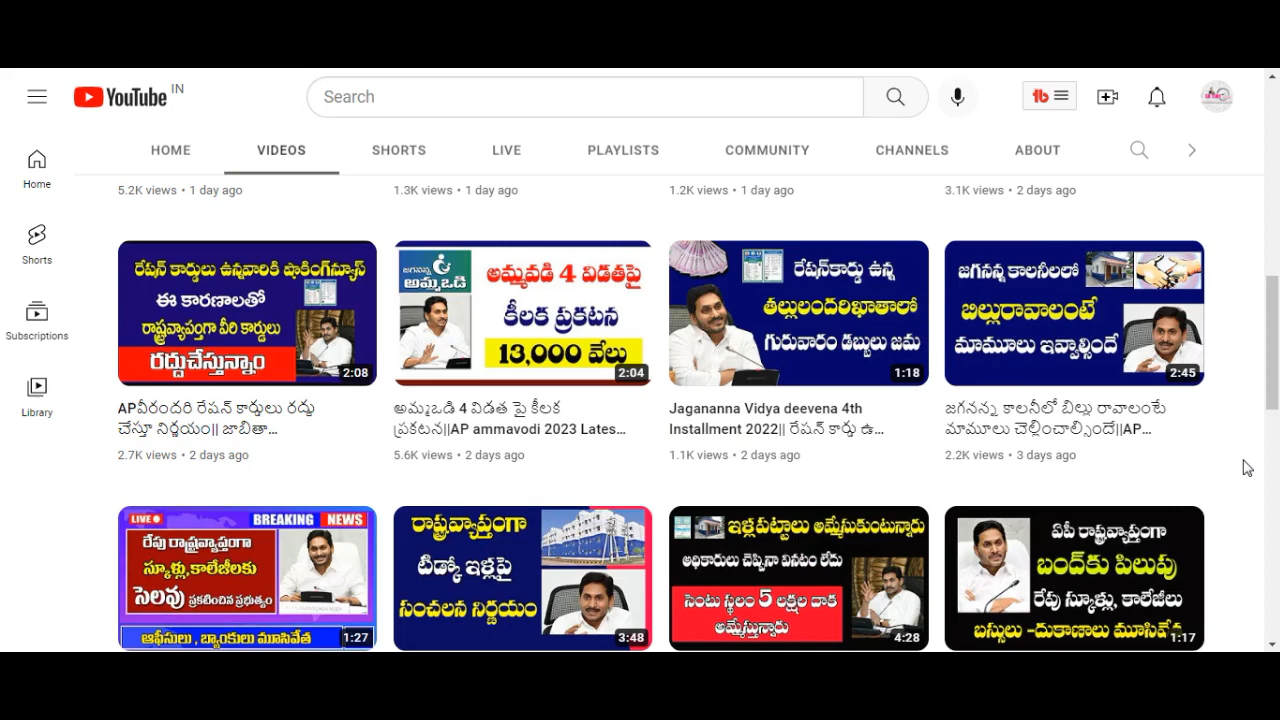 YouTube IN
Search
HOME VIDEOS SHORTS LIVE PLAYLISTS COMMUNITY CHANNELS ABOUT
Home
Shorts
Subscriptions
Library
5.2K views • 1 day ago
1.3K views • 1 day ago
1.2K views • 1 day ago
3.1K views • 2 days ago
రేషన్ కార్డులు ఉన్నవారికి షాకింగ్‌న్యూస్
ఈ కారణాలతో
రాష్ట్రవ్యాప్తంగా వీరి కార్డులు
రద్దుచేస్తున్నాం
2:08
జగనన్న
అమ్మఒడి
అమ్మవడి 4 విడతపై
కీలక ప్రకటన
13,000 వేలు
2:04
రేషన్‌కార్డు ఉన్న
తల్లులందరిఖాతాలో
గురువారం డబ్బులు జమ
1:18
జగనన్న కాలనీలలో
బిల్లురావాలంటే
మామూలు ఇవ్వాల్సిందే
2:45
APవీరందరి రేషన్ కార్డులు రద్దు
చేస్తూ నిర్ణయం|| జాబితా...
2.7K views • 2 days ago
అమ్మఒడి 4 విడత పై కీలక
ప్రకటన||AP ammavodi 2023 Lates...
5.6K views • 2 days ago
Jagananna Vidya deevena 4th
Installment 2022|| రేషన్ కార్డు ఉ...
1.1K views • 2 days ago
జగనన్న కాలనీలో బిల్లు రావాలంటే
మామూలు చెల్లించాల్సిందే||AP...
2.2K views • 3 days ago
LIVE
BREAKING NEWS
రేపు రాష్ట్రవ్యాప్తంగా
స్కూళ్లు,కాలేజీలకు
సెలవు ప్రకటించిన ప్రభుత్వం
ఆఫీసులు , బ్యాంకులు మూసివేత
1:27
రాష్ట్రవ్యాప్తంగా
టిడ్కో ఇళ్లపై
సంచలన నిర్ణయం
3:48
ఇళ్లపట్టాలు అమ్మేసుకుంటున్నారు
అధికారులు చెప్పినా వినటం లేదు
సెంటు స్థలం 5 లక్షల దాక
అమ్మేస్తున్నారు
4:28
ఏపీ రాష్ట్రవ్యాప్తంగా
బంద్‌కు పిలుపు
రేపు స్కూళ్లు, కాలేజీలు
బస్సులు -దుకాణాలు మూసివేత
1:17